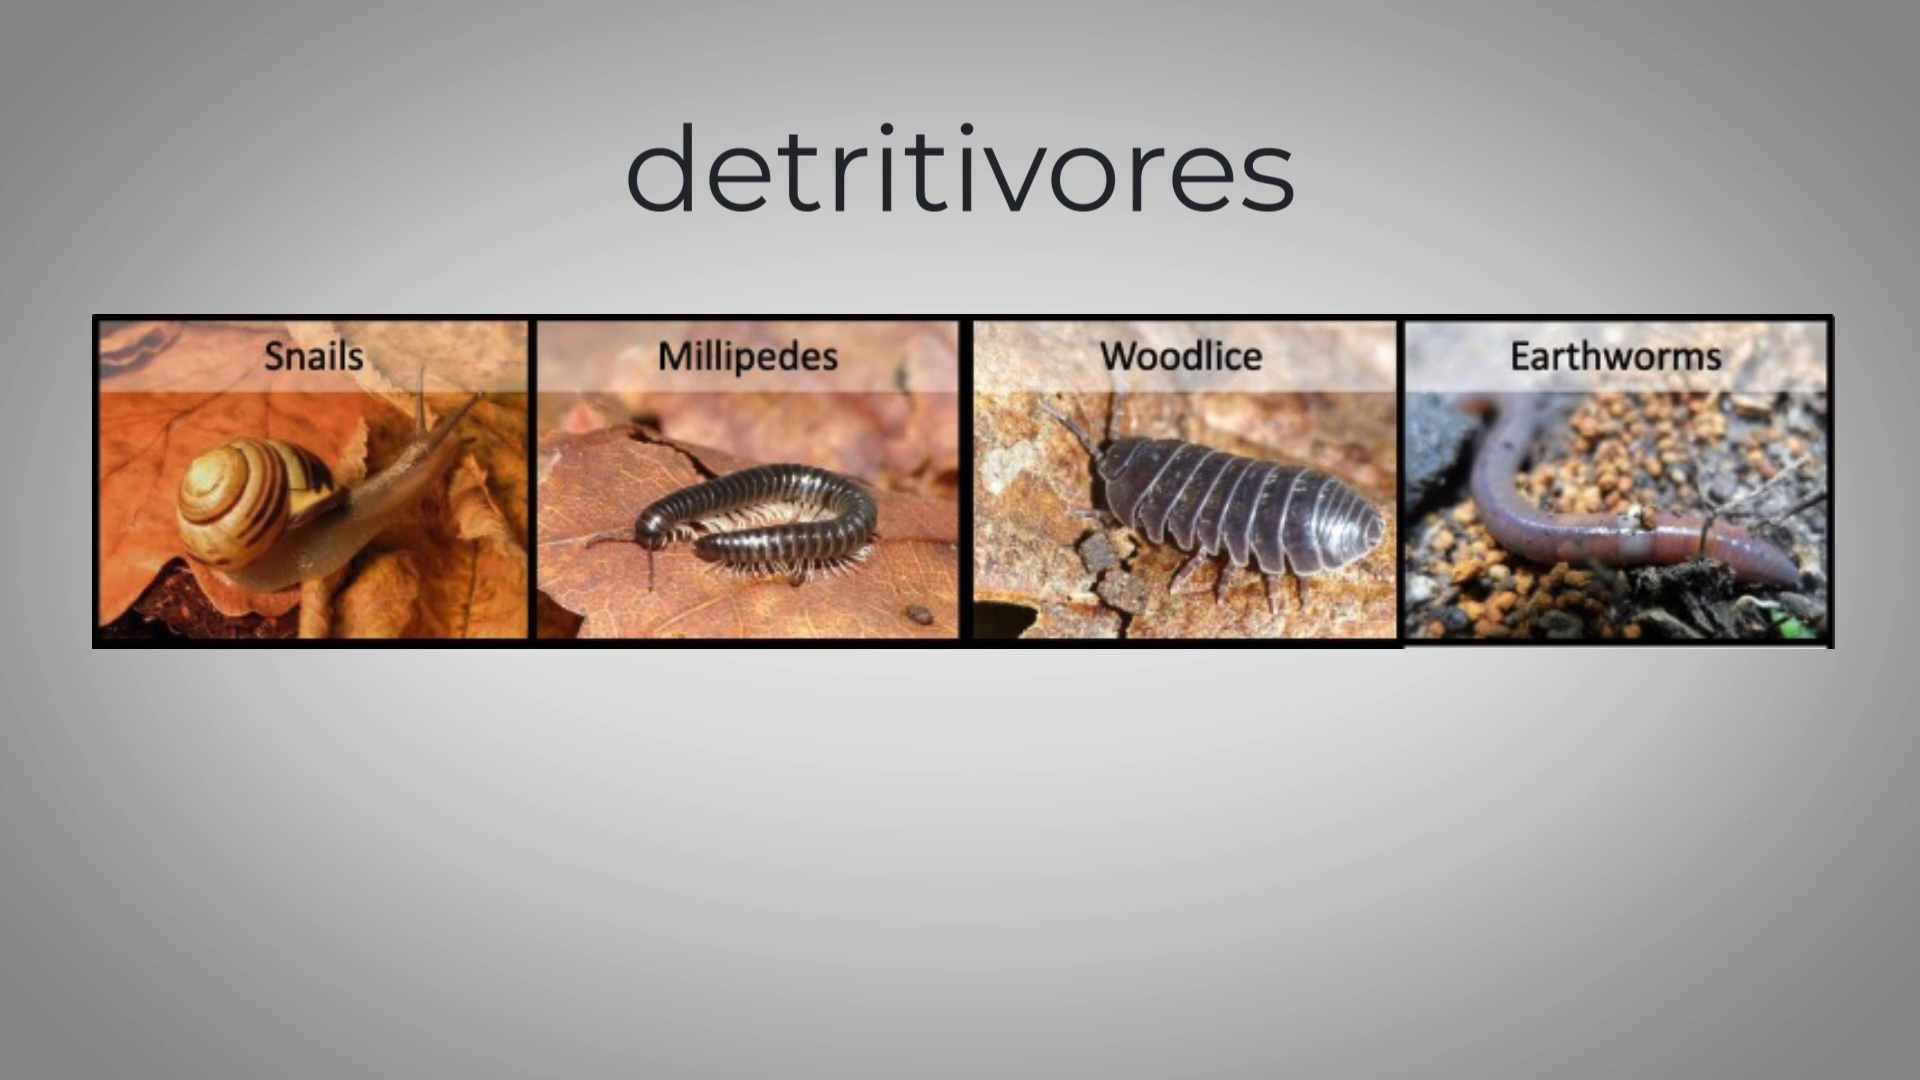 detritivores
Snails
Millipedes
Woodlice
Earthworms